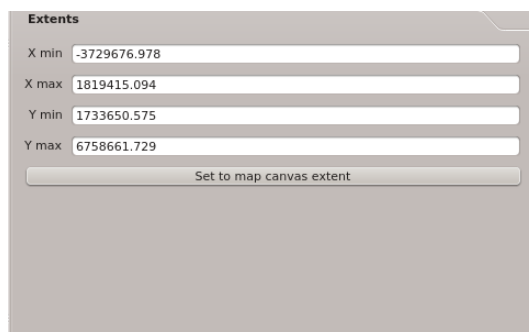 Extents
X min -3729676.978
X max 1819415.094
Y min 1733650.575
Y max 6758661.729
Set to map canvas extent